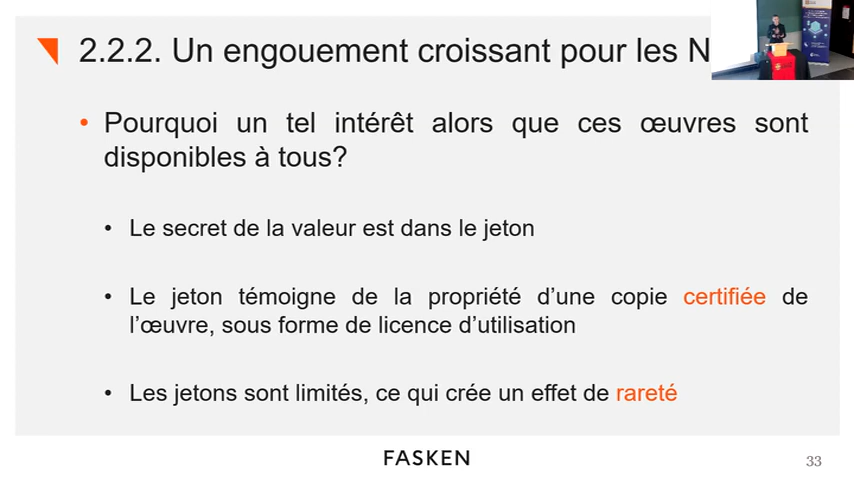 2.2.2. Un engouement croissant pour les N
• Pourquoi un tel intérêt alors que ces œuvres sont
disponibles à tous?
• Le secret de la valeur est dans le jeton
• Le jeton témoigne de la propriété d'une copie certifiée de
l'œuvre, sous forme de licence d'utilisation
• Les jetons sont limités, ce qui crée un effet de rareté
FASKEN
33